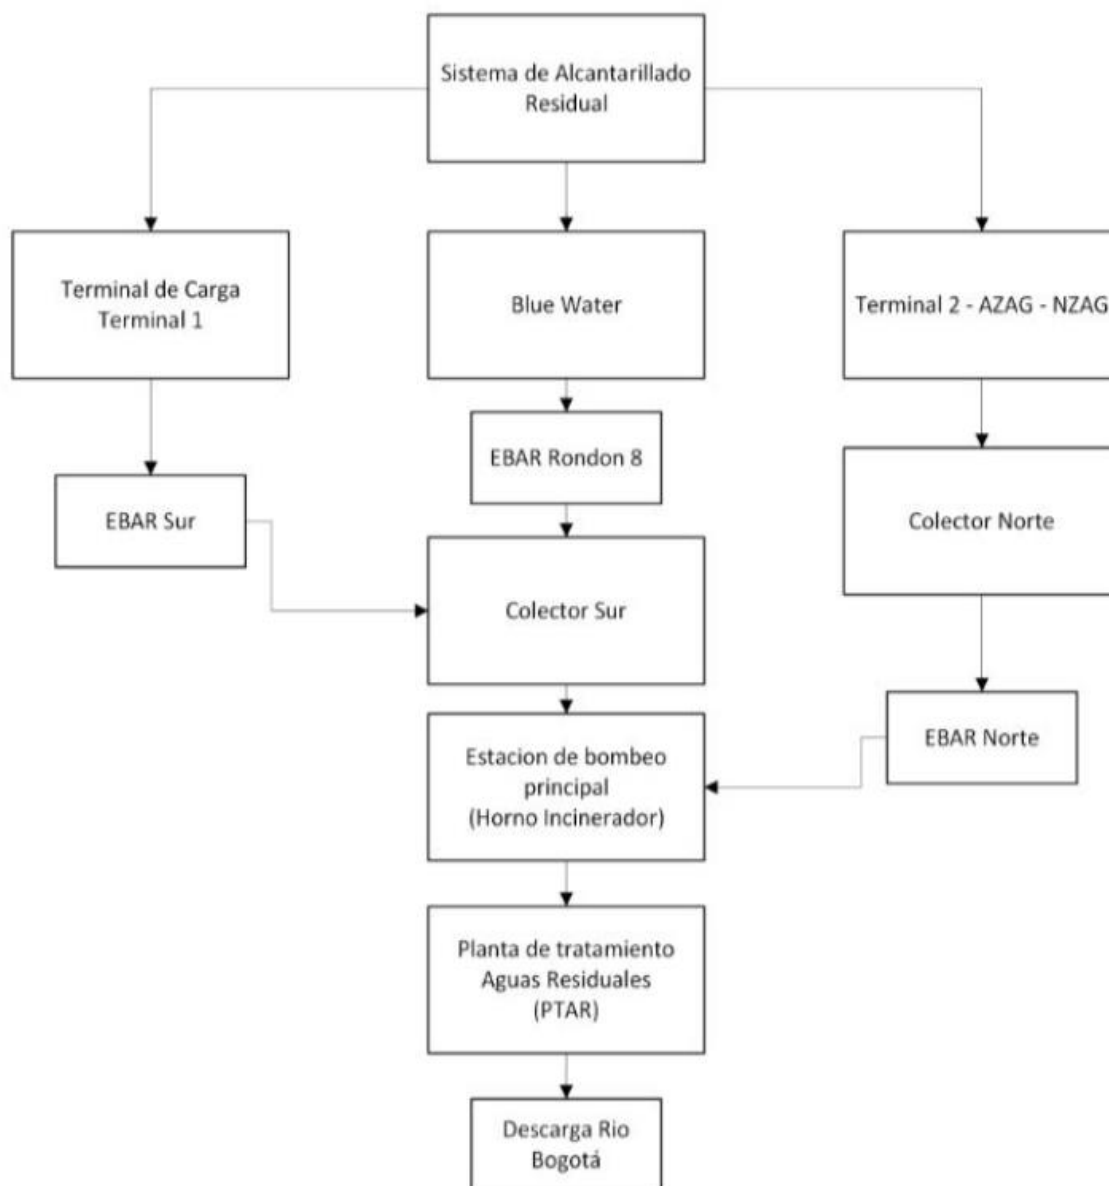 Sistema de Alcantarillado
Residual
Terminal de Carga
Terminal 1
Blue Water
Terminal 2 - AZAG - NZAG
EBAR Rondon 8
EBAR Sur
Colector Norte
Colector Sur
EBAR Norte
Estacion de bombeo
principal
(Horno Incinerador)
Planta de tratamiento
Aguas Residuales
(PTAR)
Descarga Rio
Bogotá